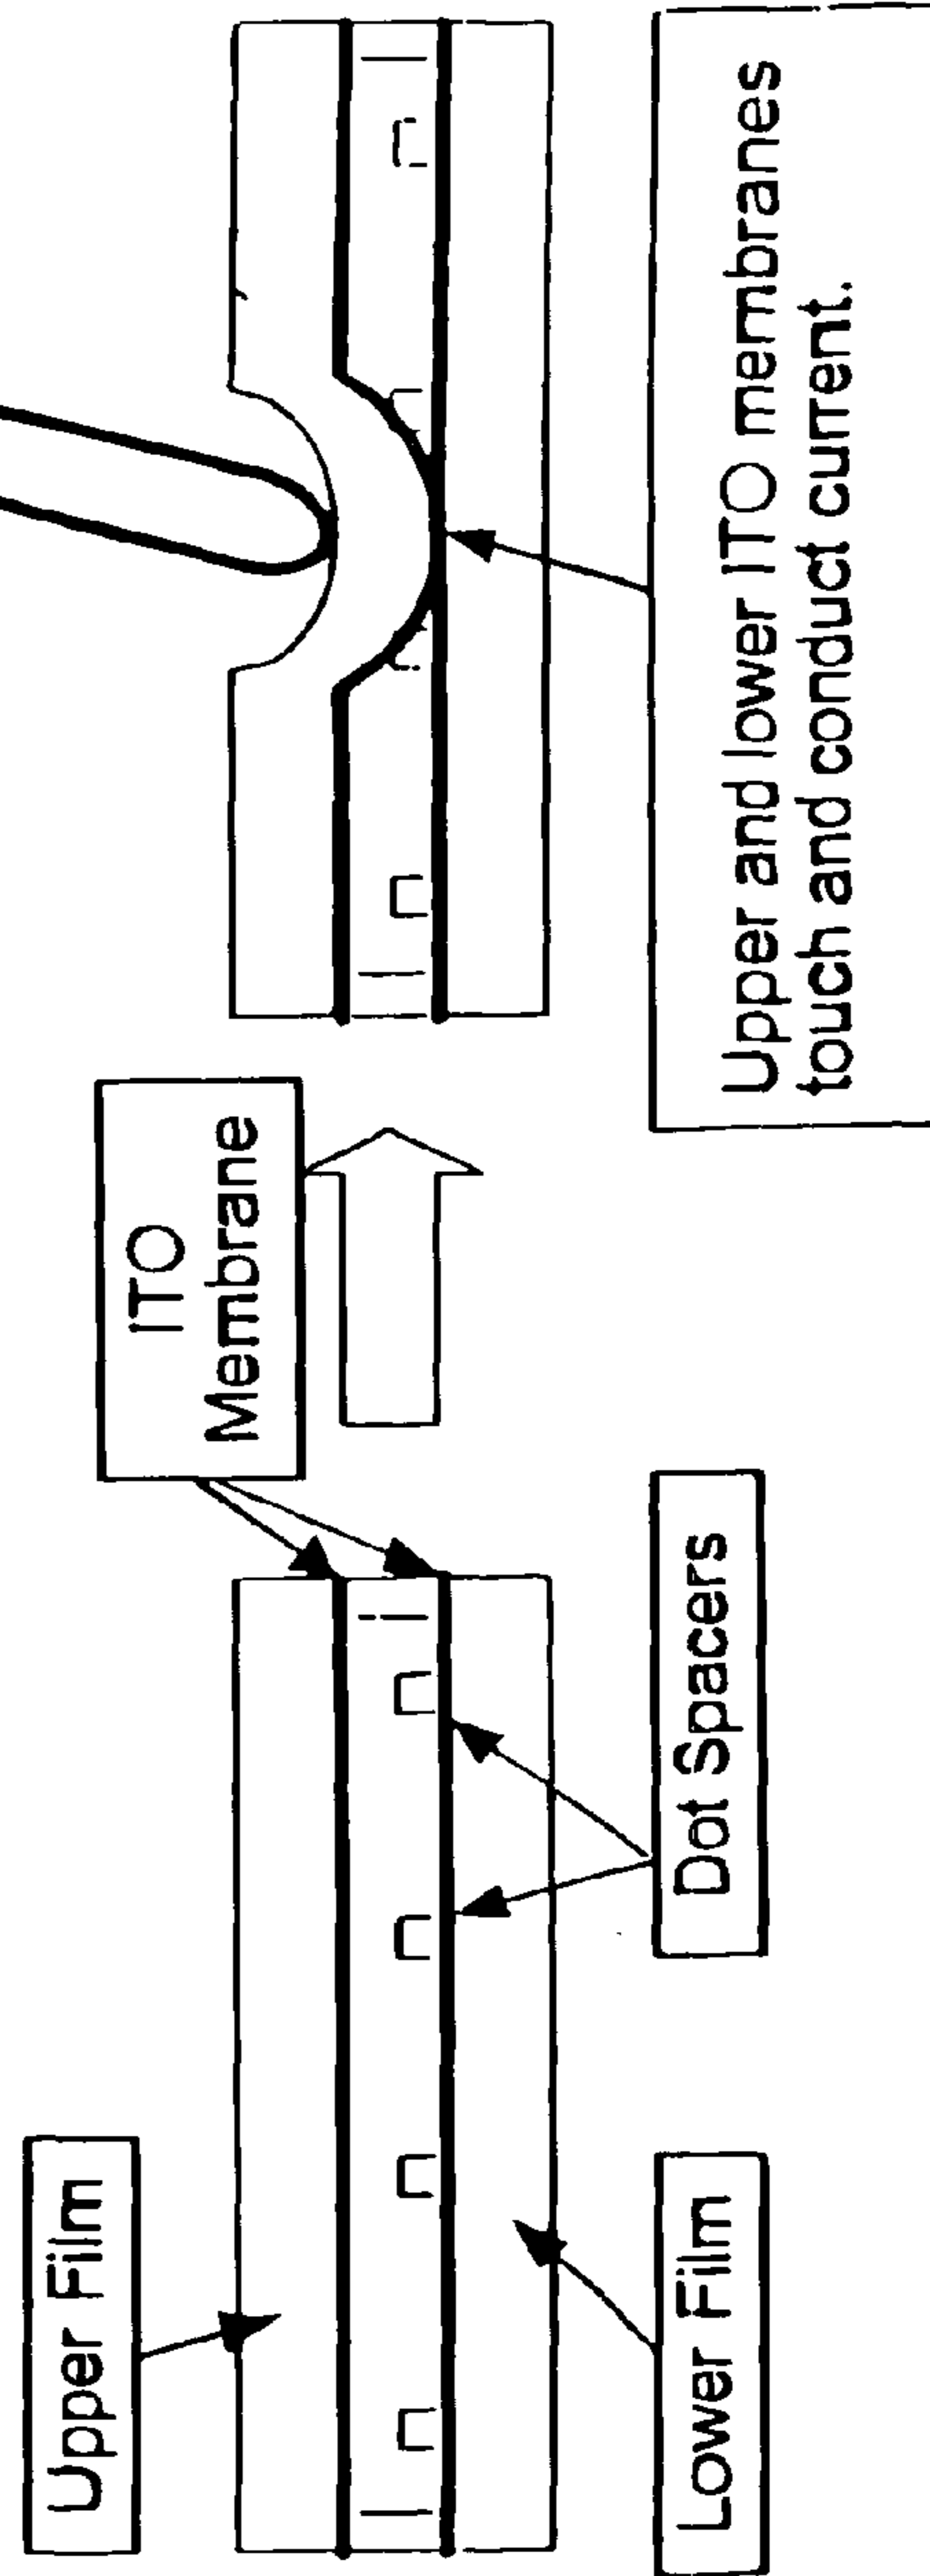 Upper Film
ITO
Membrane
Lower Film
Dot Spacers
Upper and lower ITO membranes
touch and conduct current.